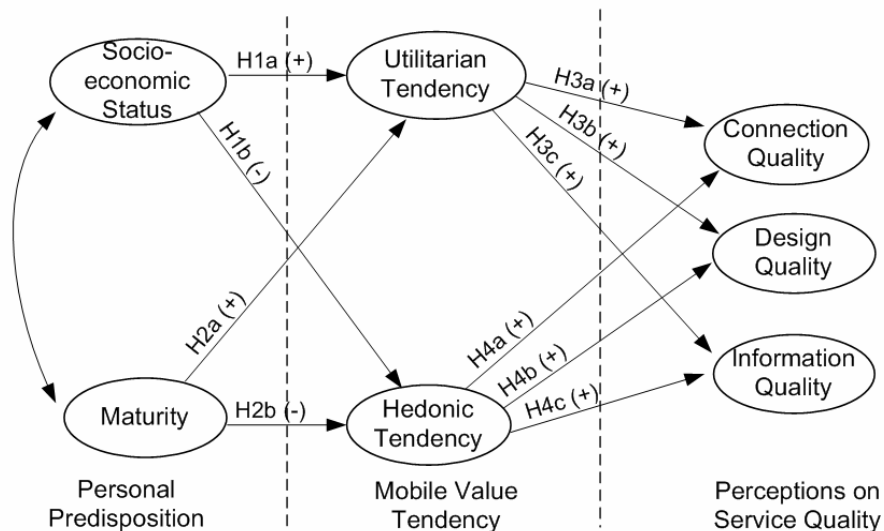 Socio-
economic
Status
H1a (+)
Utilitarian
Tendency
H3a (+)
H3b (+)
H3c (+)
Connection
Quality
H1b (-)
Design
Quality
H2a (+)
H4a (+)
H4b (+)
H4c (+)
Information
Quality
Maturity
H2b (-)
Hedonic
Tendency
Personal
Predisposition
Mobile Value
Tendency
Perceptions on
Service Quality